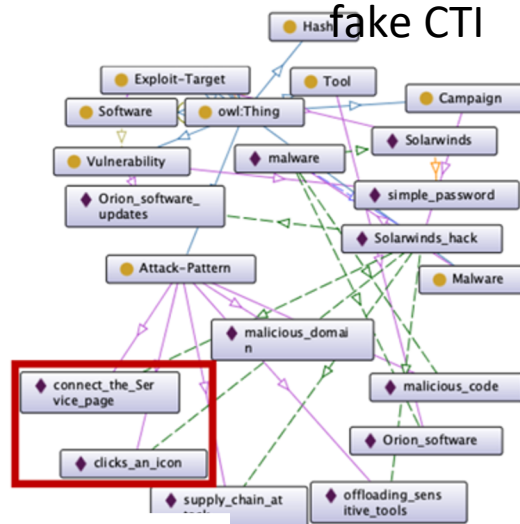 fake CTI
Hash
Exploit-Target
Tool
Campaign
Software
owl:Thing
Solarwinds
Vulnerability
malware
Orion_software_
updates
simple_password
Solarwinds_hack
Attack-Pattern
Malware
malicious_domai
n
connect_the_Ser
vice_page
malicious_code
Orion_software
clicks_an_icon
supply_chain_at
offloading_sens
itive_tools